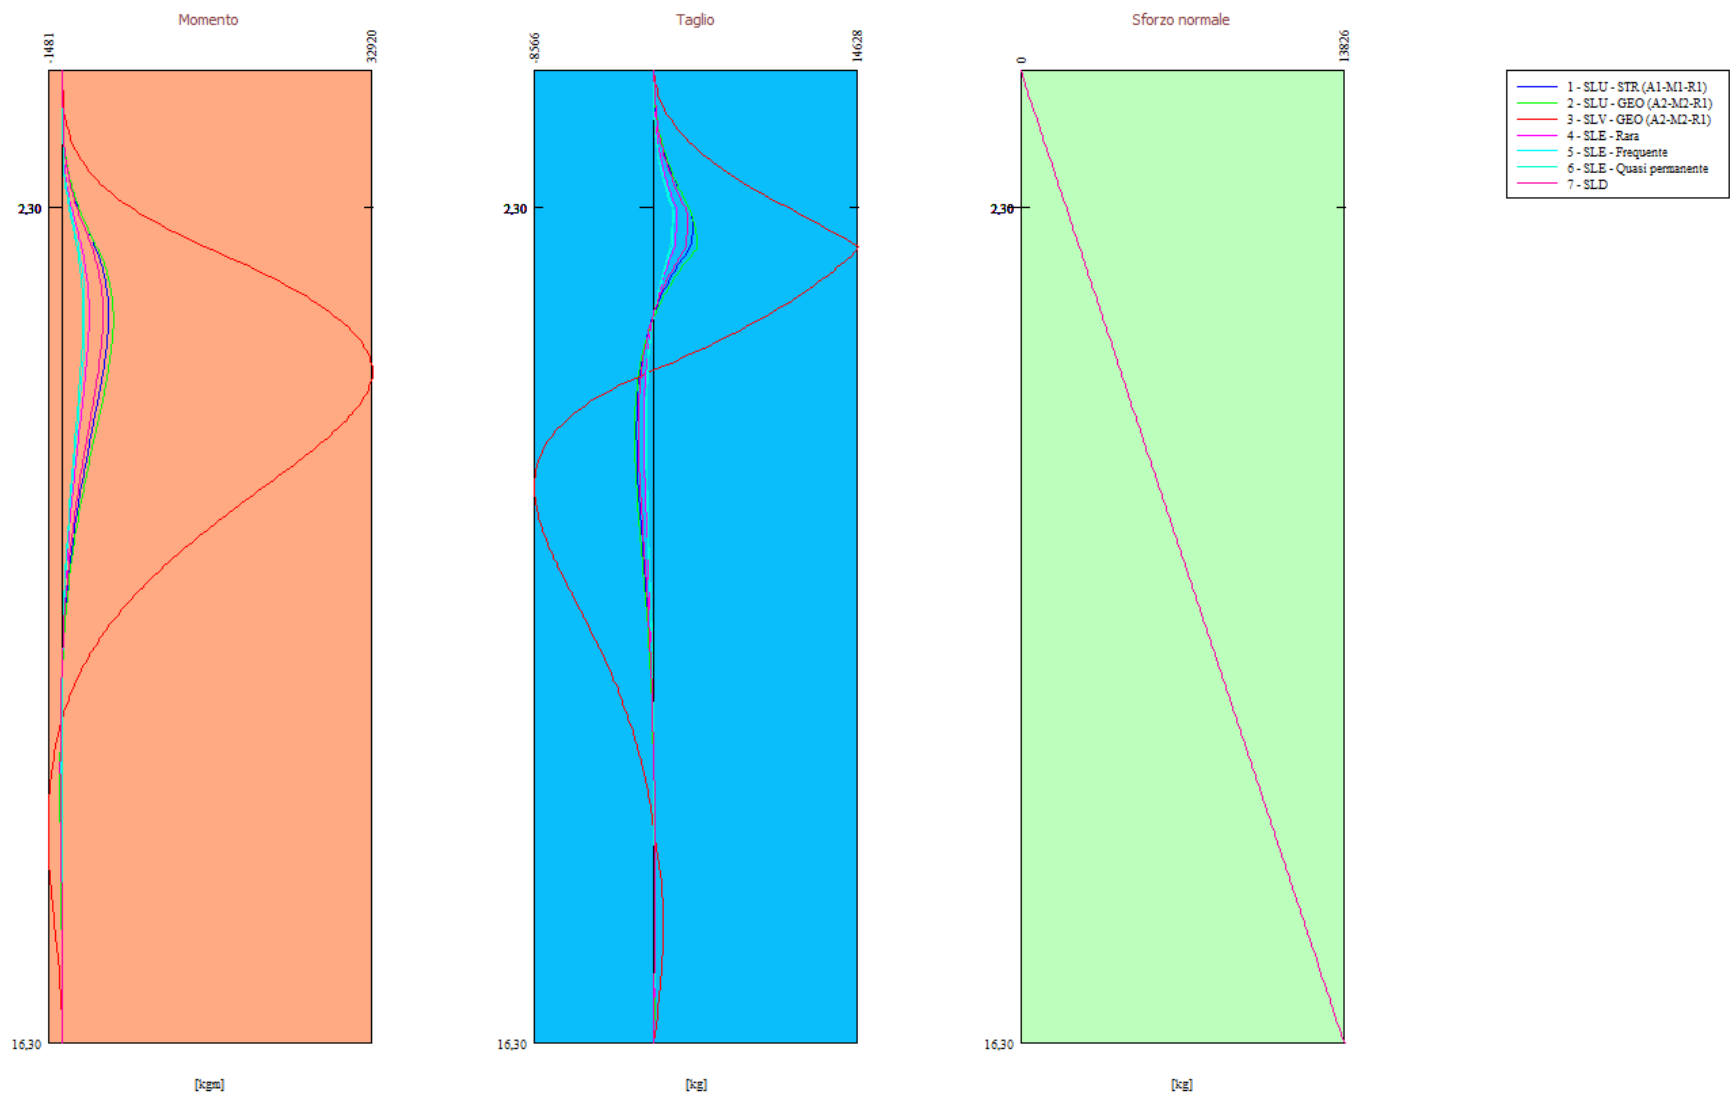 Momento
Taglio
Sforzo normale
-1481
32920
-8566
14628
0
13826
1 - SLU - STR (A1-M1-R1)
2 - SLU - GEO (A2-M2-R1)
3 - SLV - GEO (A2-M2-R1)
4 - SLE - Rara
5 - SLE - Frequente
6 - SLE - Quasi permanente
7 - SLD
2,30
2,30
2,30
16,30
16,30
16,30
[kgm]
[kg]
[kg]